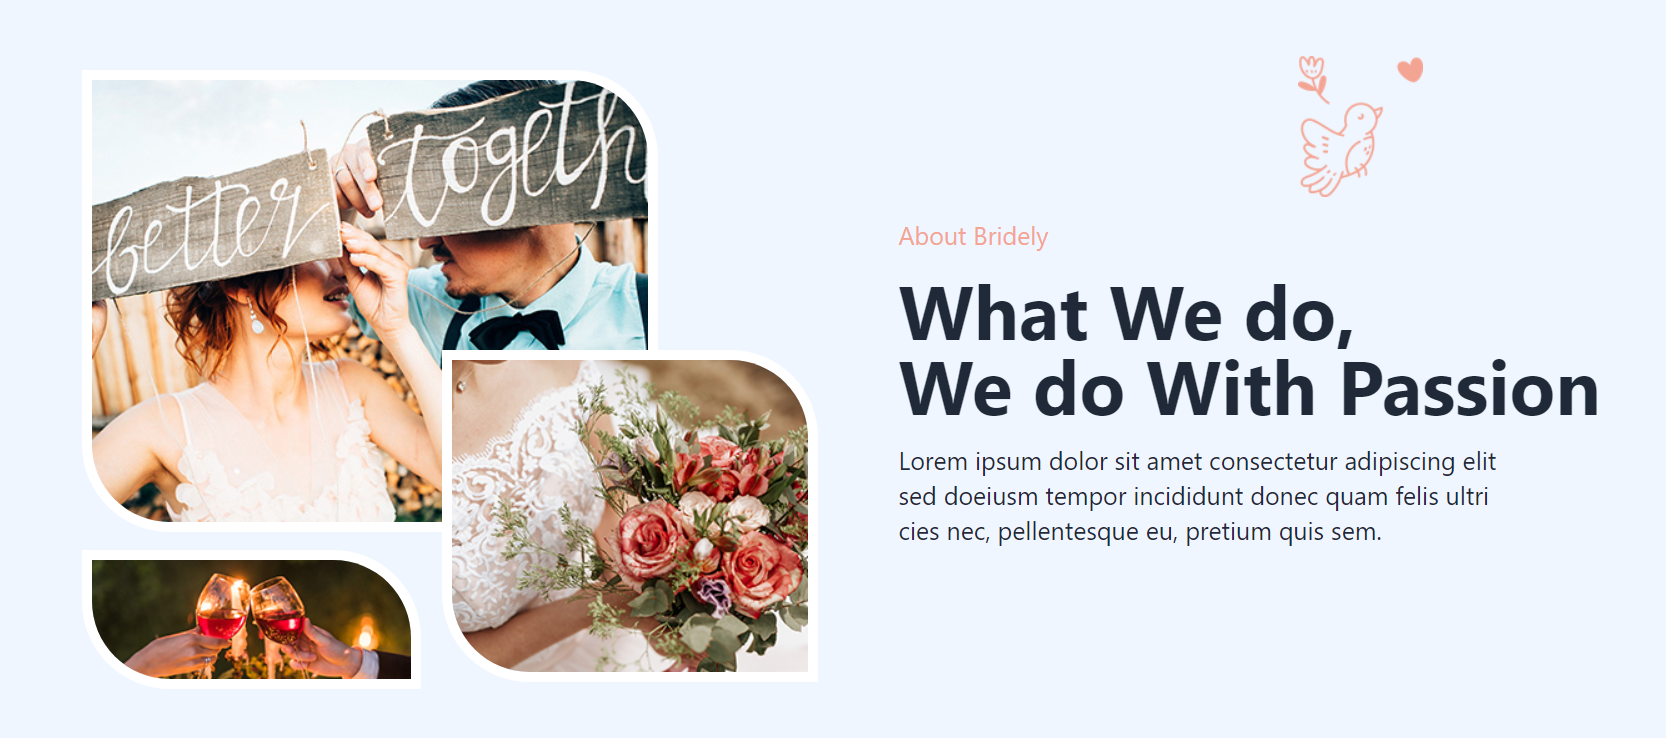 better togeth
About Bridely
What We do,
We do With Passion
Lorem ipsum dolor sit amet consectetur adipiscing elit
sed doeiusm tempor incididunt donec quam felis ultri
cies nec, pellentesque eu, pretium quis sem.